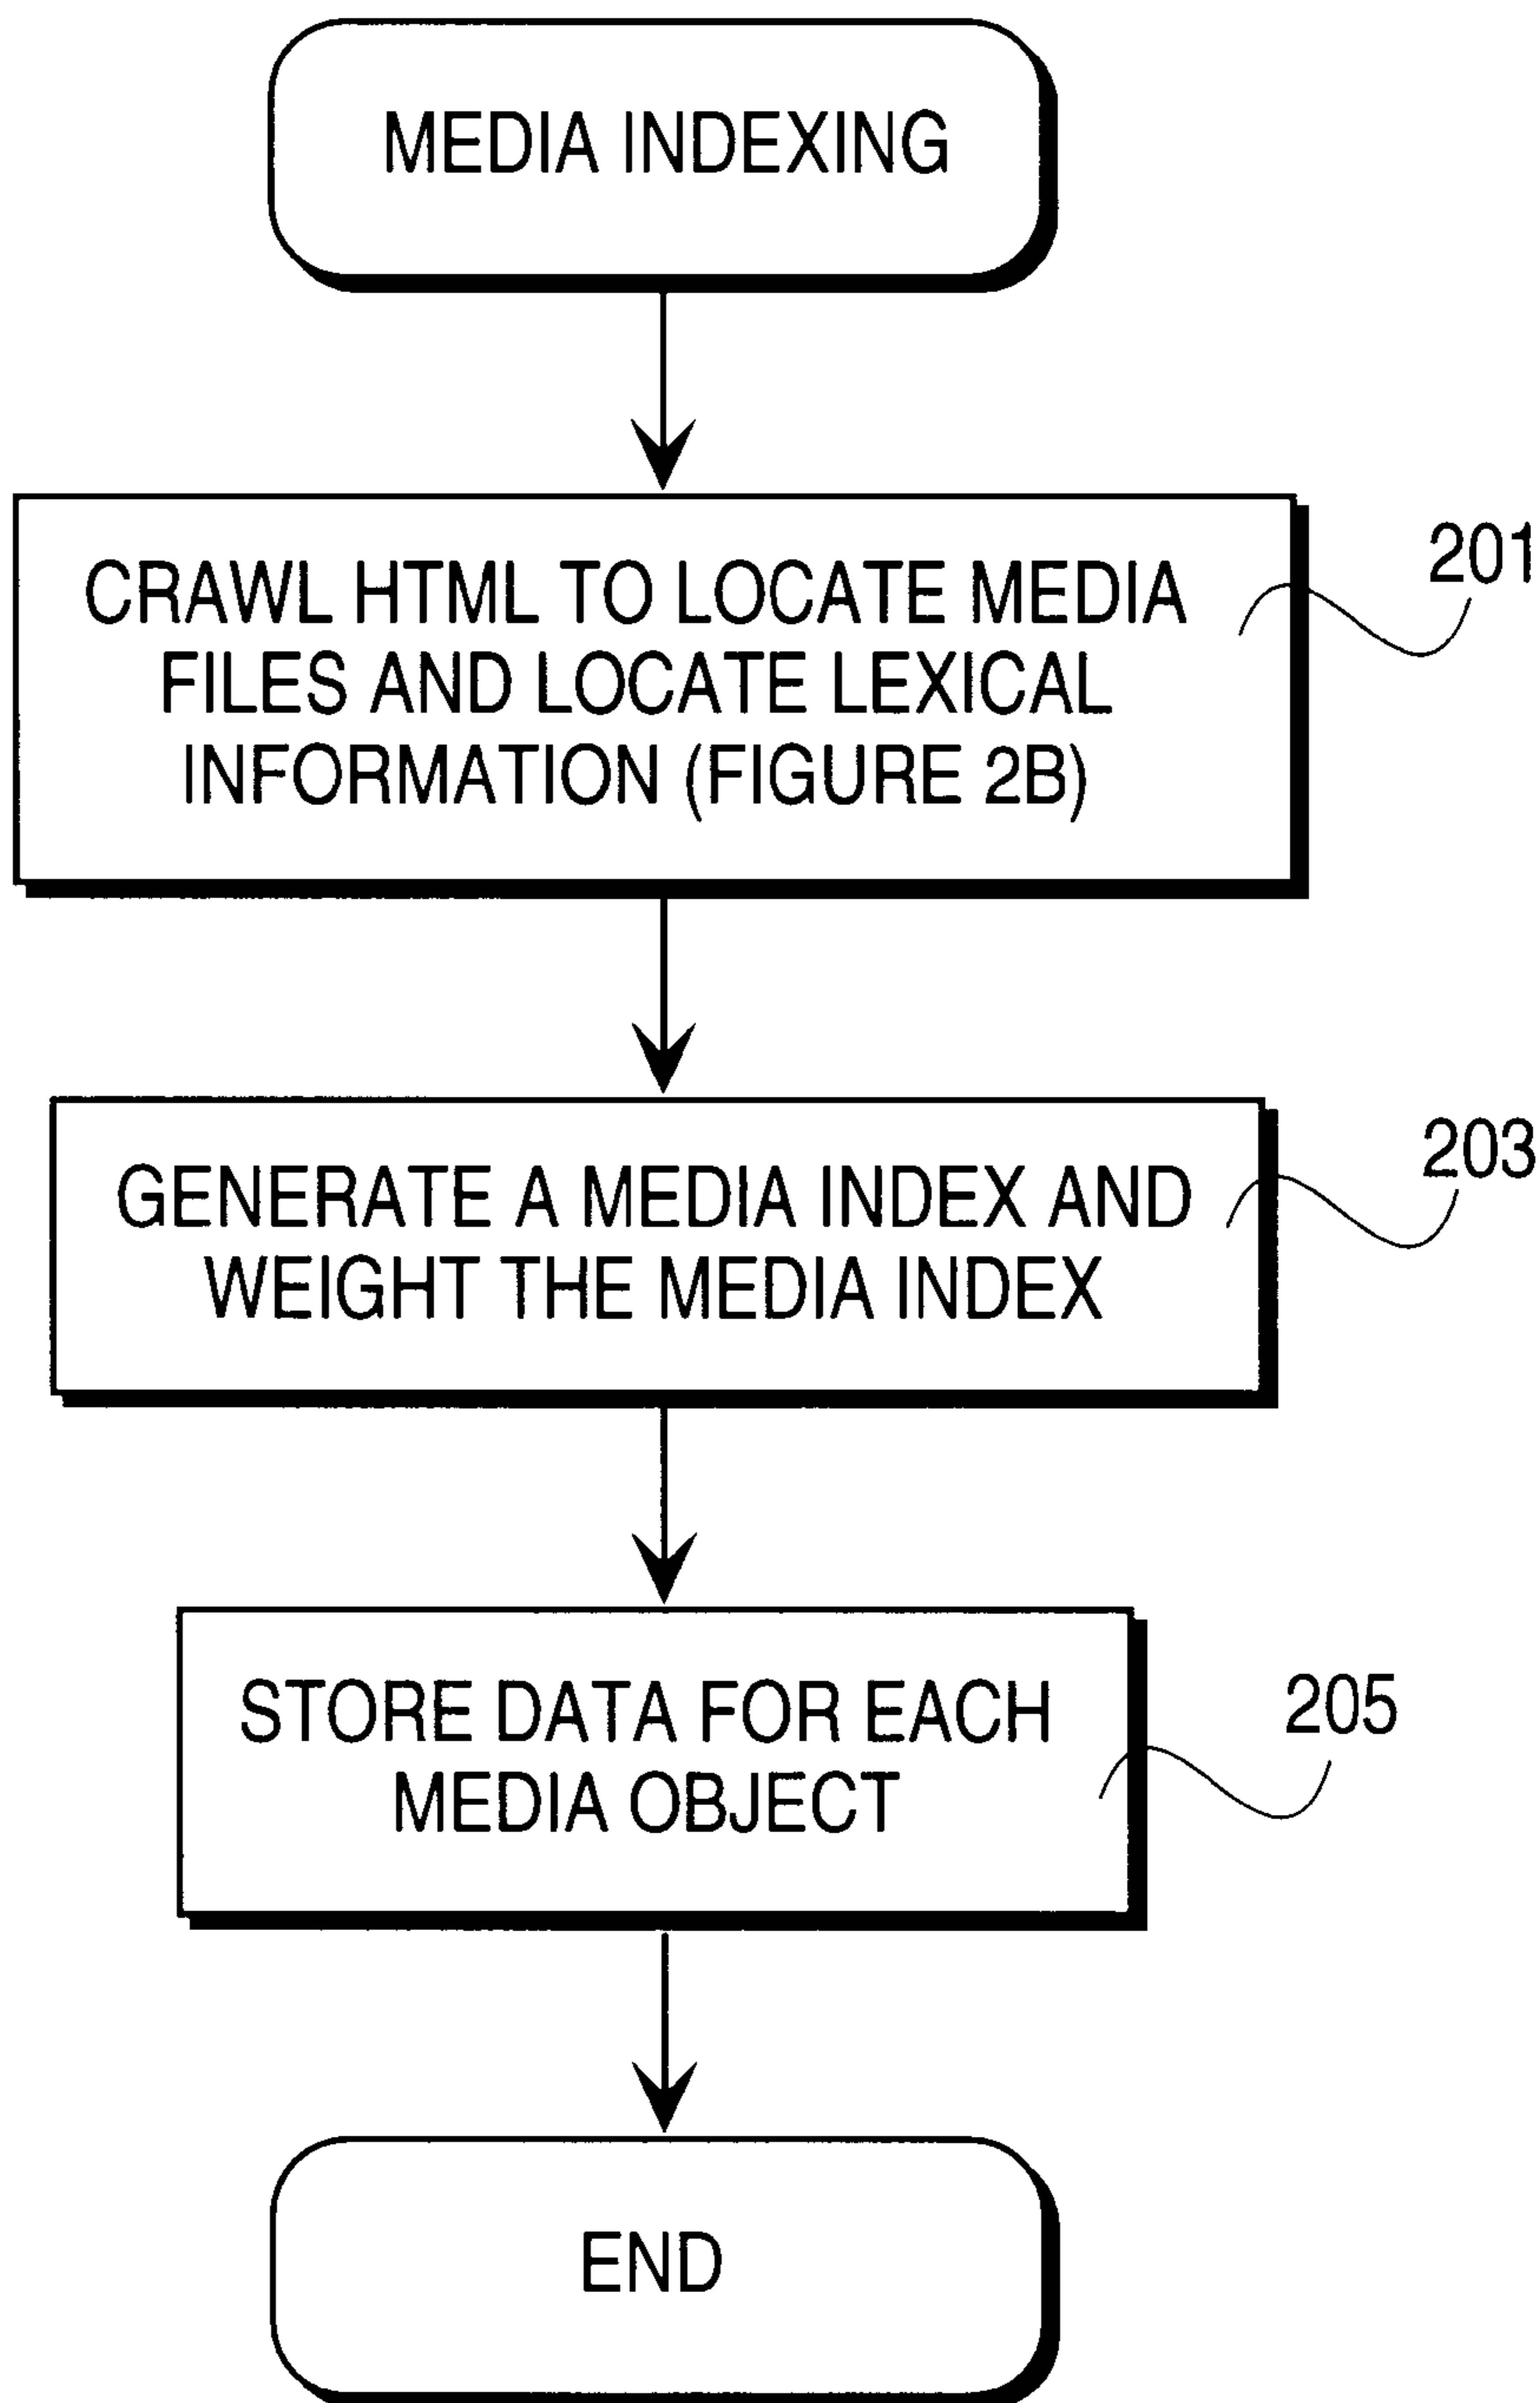 MEDIA INDEXING
CRAWL HTML TO LOCATE MEDIA
FILES AND LOCATE LEXICAL
INFORMATION (FIGURE 2B)
201
GENERATE A MEDIA INDEX AND
WEIGHT THE MEDIA INDEX
203
STORE DATA FOR EACH
MEDIA OBJECT
205
END